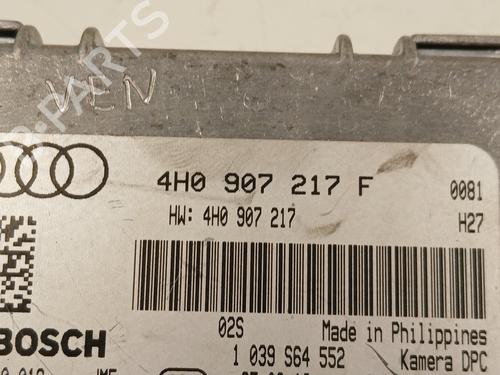 VEN
4H0 907 217 F
0081
HW: 4H0 907 217
H27
02S
Made in Philippines
BOSCH
1 039 S64 552
Kamera DPC